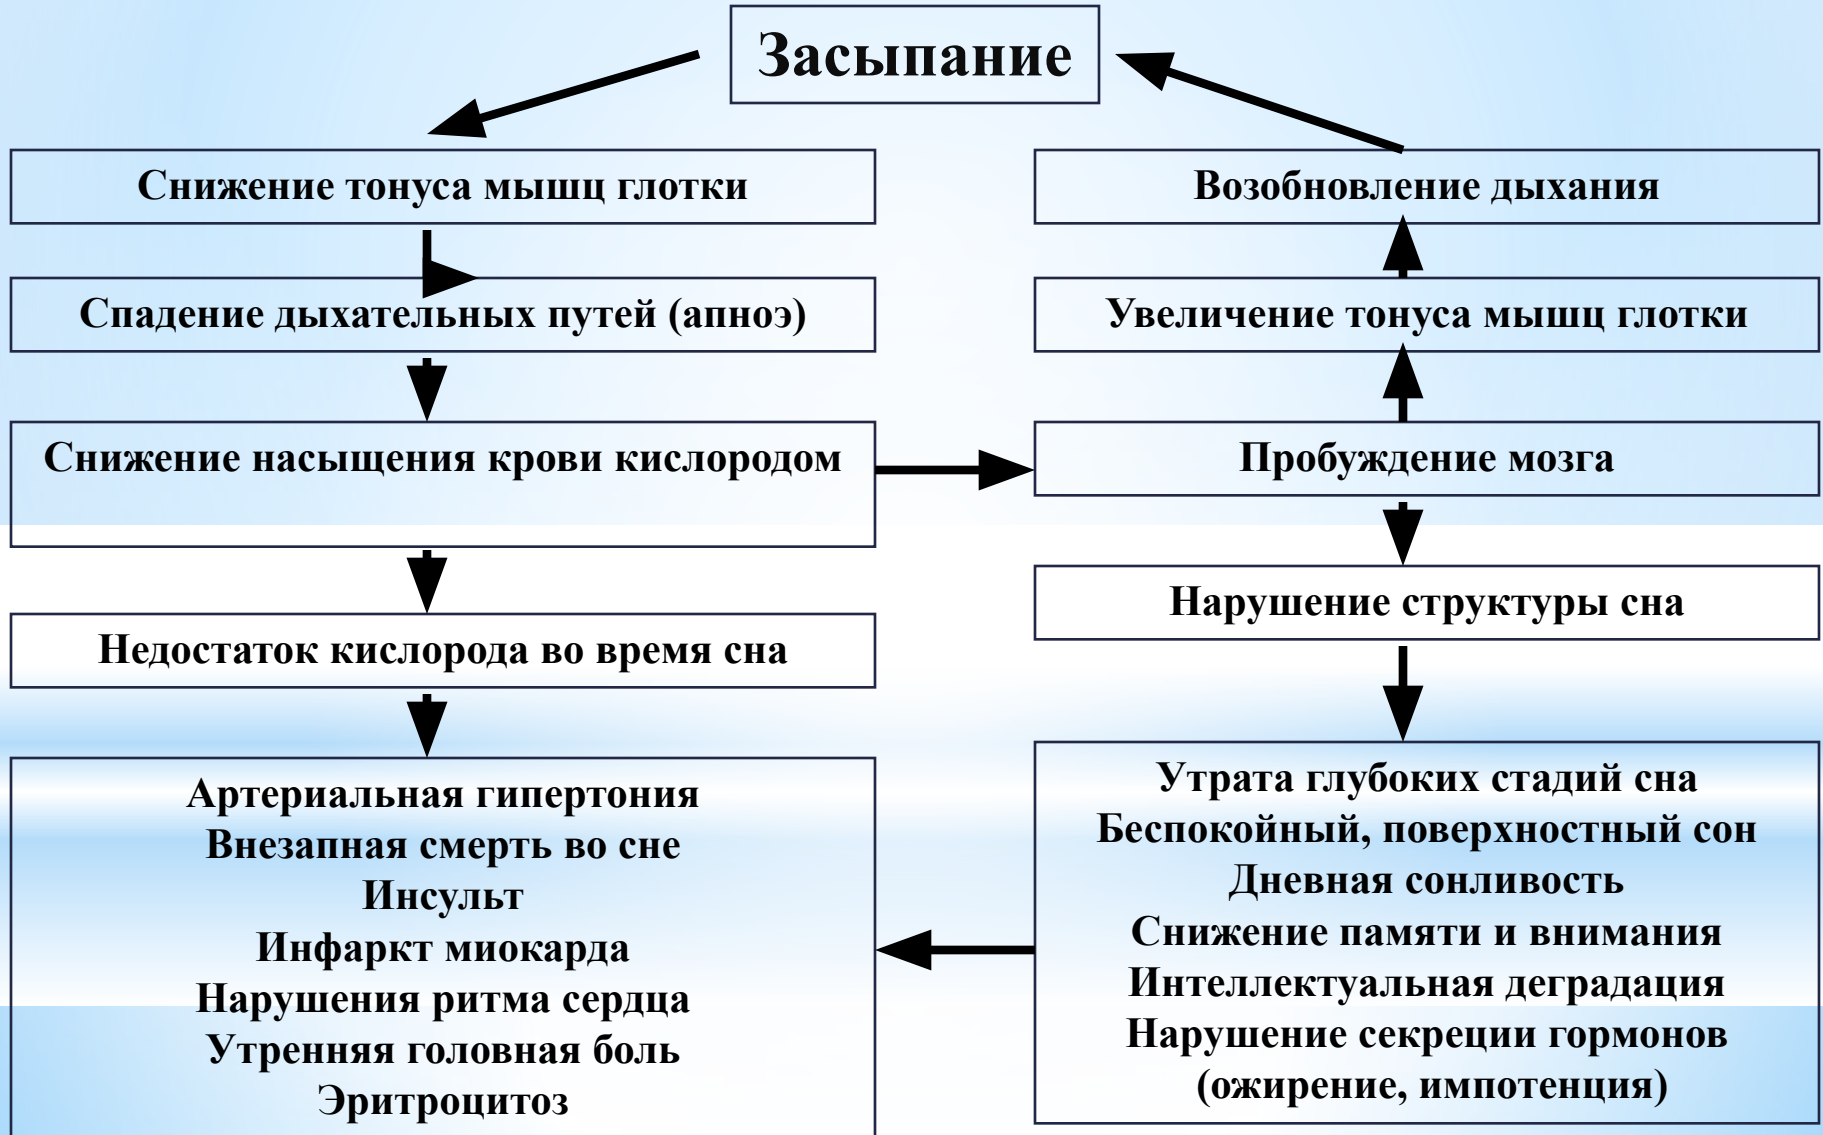 Засыпание
Снижение тонуса мышц глотки
Спадение дыхательных путей (апноэ)
Снижение насыщения крови кислородом
Недостаток кислорода во время сна
Артериальная гипертония
Внезапная смерть во сне
Инсульт
Инфаркт миокарда
Нарушения ритма сердца
Утренняя головная боль
Эритроцитоз
Возобновление дыхания
Увеличение тонуса мышц глотки
Пробуждение мозга
Нарушение структуры сна
Утрата глубоких стадий сна
Беспокойный, поверхностный сон
Дневная сонливость
Снижение памяти и внимания
Интеллектуальная деградация
Нарушение секреции гормонов
(ожирение, импотенция)